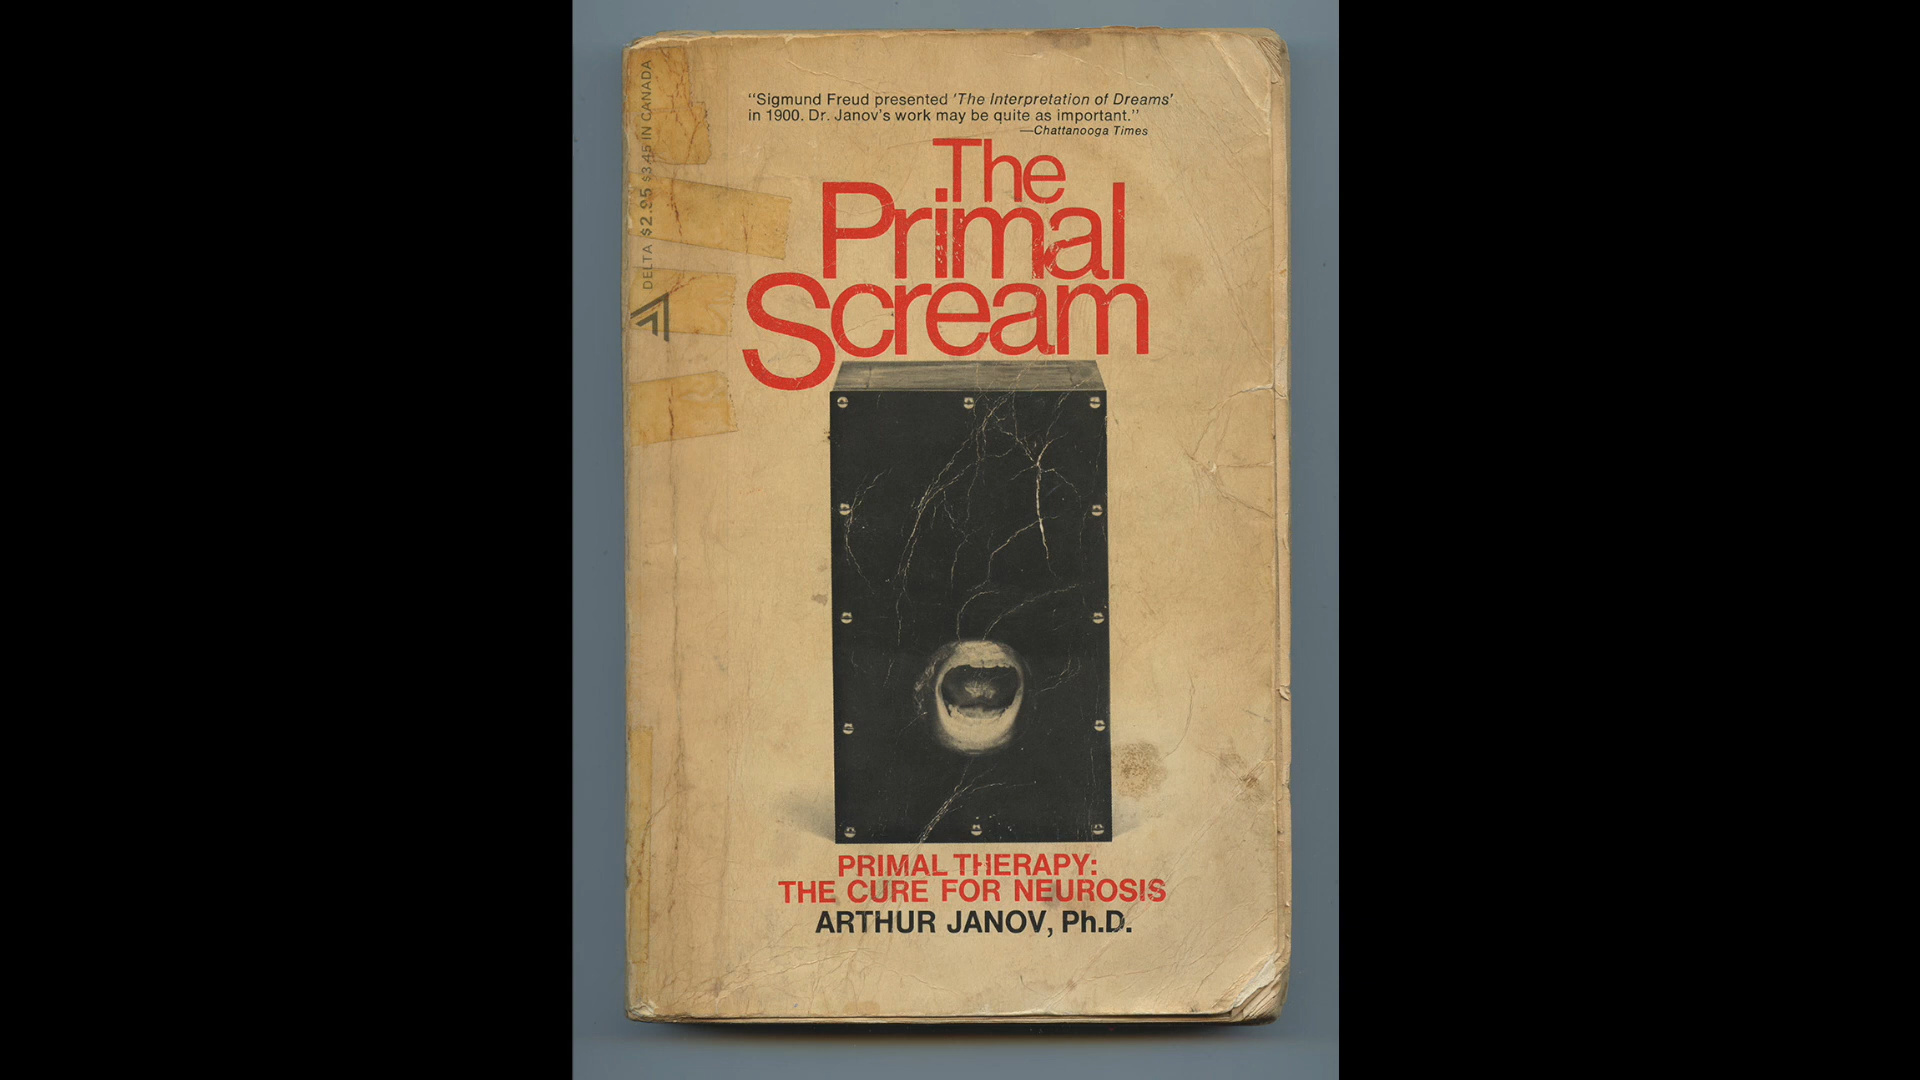 "Sigmund Freud presented 'The Interpretation of Dreams'
in 1900. Dr. Janov's work may be quite as important."
—Chattanooga Times
The
Primal
Scream
DELTA $2.95 $3.45 IN CANADA
PRIMAL THERAPY:
THE CURE FOR NEUROSIS
ARTHUR JANOV, Ph.D.